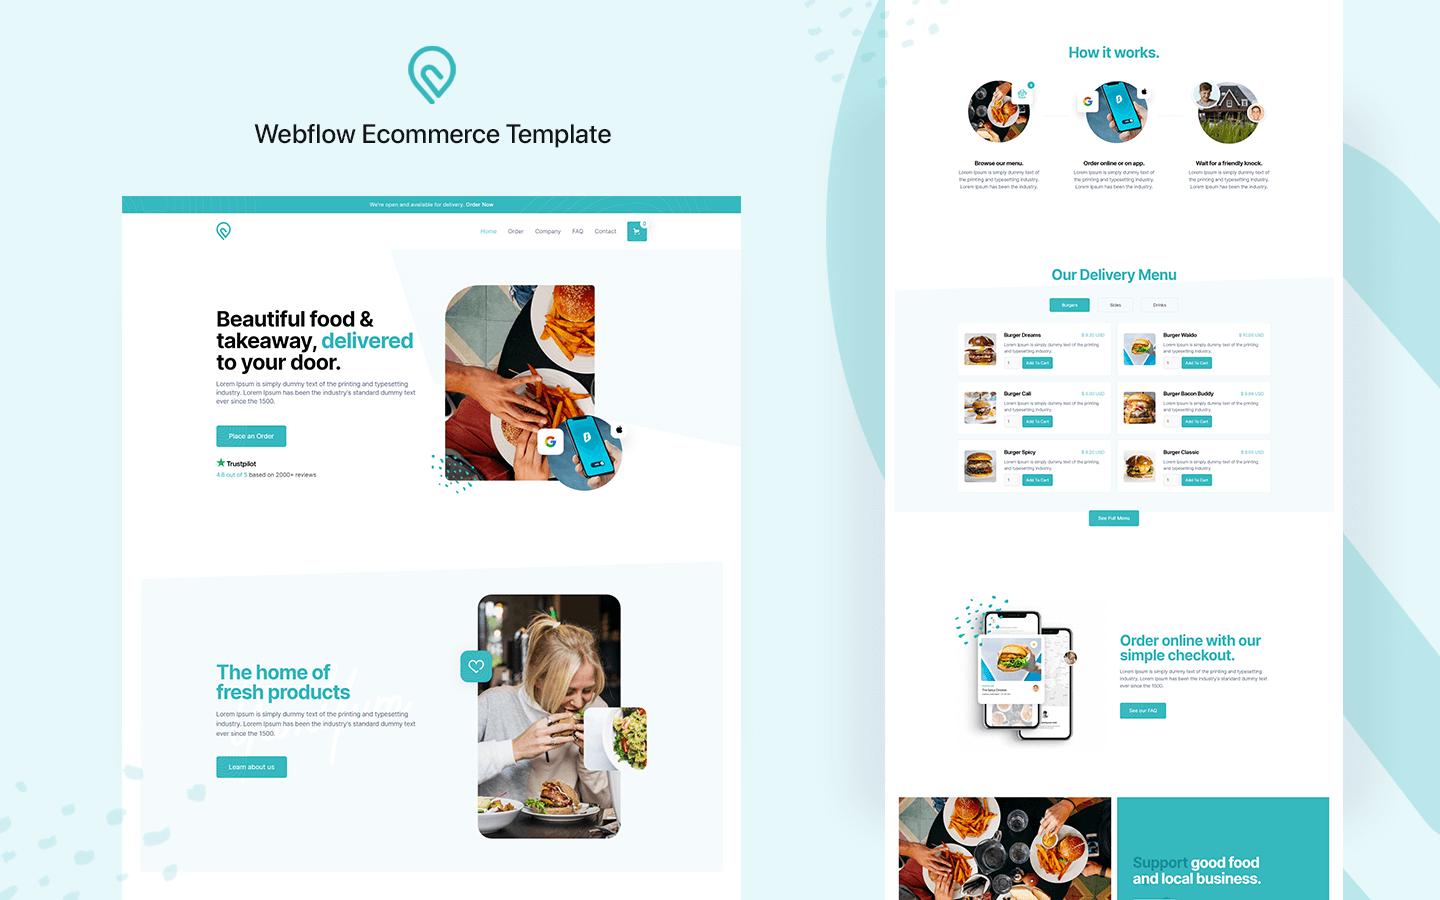 Webflow Ecommerce Template
We're open and available for delivery. Order Now
Home
Order
Company
FAQ
Contact
0
Beautiful food &
takeaway, delivered
to your door.
Lorem Ipsum is simply dummy text of the printing and typesetting
industry. Lorem Ipsum has been the industry's standard dummy text
ever since the 1500.
Place an Order
Trustpilot
4.8 out of 5 based on 2000+ reviews
G
The home of
fresh products
Lorem Ipsum is simply dummy text of the printing and typesetting
industry. Lorem Ipsum has been the industry's standard dummy text
ever since the 1500.
Learn about us
How it works.
G
Browse our menu.
Lorem Ipsum is simply dummy text of
the printing and typesetting industry.
Lorem Ipsum has been the industry.
Order online or on app.
Lorem Ipsum is simply dummy text of
the printing and typesetting industry.
Lorem Ipsum has been the industry.
Wait for a friendly knock.
Lorem Ipsum is simply dummy text of
the printing and typesetting industry.
Lorem Ipsum has been the industry.
Our Delivery Menu
Burgers
Sides
Drinks
Burger Dreams
$ 9.20 USD
Lorem Ipsum is simply dummy text of the printing
and typesetting industry.
1
Add To Cart
Burger Waldo
$ 10.00 USD
Lorem Ipsum is simply dummy text of the printing
and typesetting industry.
1
Add To Cart
Burger Cali
USD
Lorem Ipsum is simply dummy text of the printing
and typesetting industry.
1
Add To Cart
Burger Bacon Buddy
USD
Lorem Ipsum is simply dummy text of the printing
and typesetting industry.
1
Add To Cart
Burger Spicy
$ 9.20 USD
Lorem Ipsum is simply dummy text of the printing
and typesetting industry.
1
Add To Cart
Burger Classic
USD
Lorem Ipsum is simply dummy text of the printing
and typesetting industry.
1
Add To Cart
See Full Menu
Order online with our
simple checkout.
Lorem Ipsum is simply dummy text of the printing and typesetting
industry. Lorem Ipsum has been the industry's standard dummy text
ever since the 1500.
See our FAQ
Support good food
and local business.